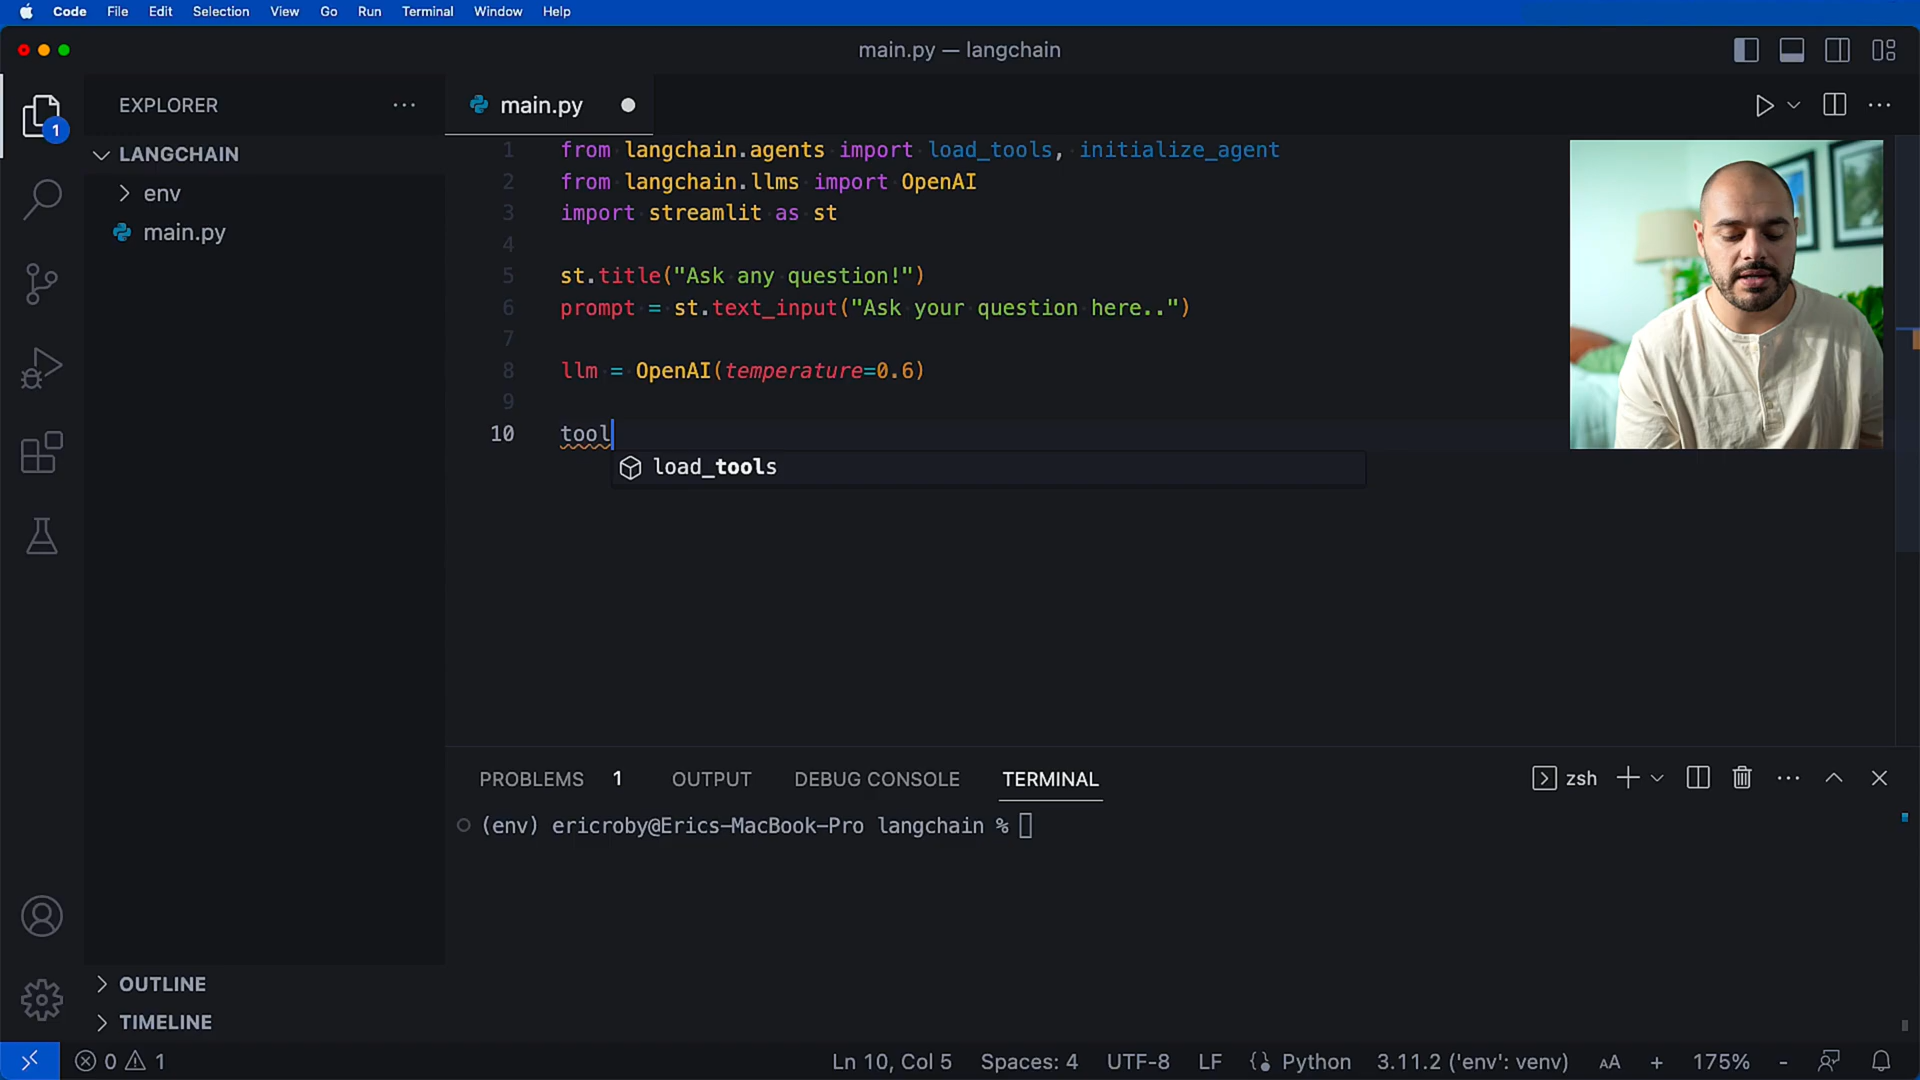 Code File Edit Selection View Go Run Terminal Window Help
main.py — langchain
EXPLORER ···
1
LANGCHAIN
env
main.py
main.py
1 from langchain.agents import load_tools, initialize_agent
2 from langchain.llms import OpenAI
3 import streamlit as st
4
5 st.title("Ask any question!")
6 prompt = st.text_input("Ask your question here..")
7
8 llm = OpenAI(temperature=0.6)
9
10 tool
load_tools
PROBLEMS 1 OUTPUT DEBUG CONSOLE TERMINAL
zsh
(env) ericroby@Erics-MacBook-Pro langchain %
OUTLINE
TIMELINE
0 1 Ln 10, Col 5 Spaces: 4 UTF-8 LF Python 3.11.2 ('env': venv) AA + 175% -